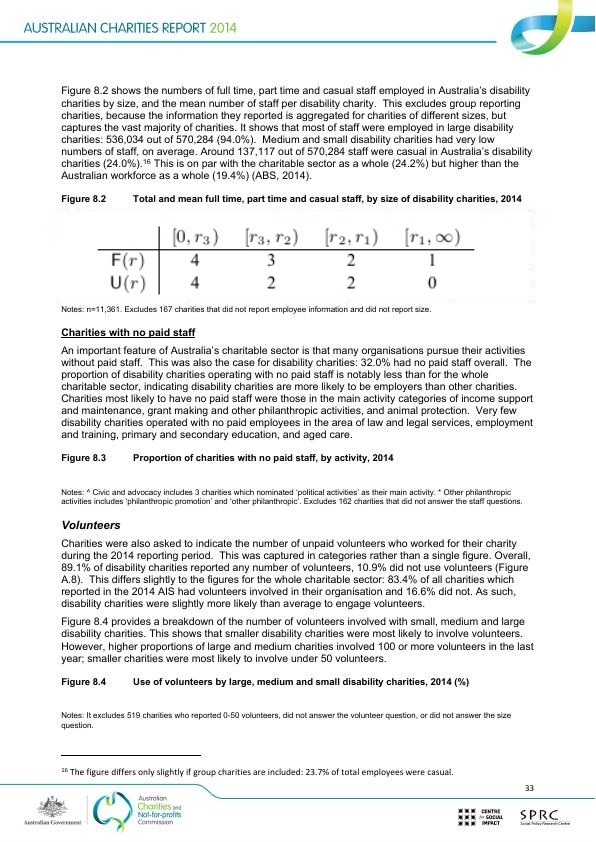 AUSTRALIAN CHARITIES REPORT 2014
Figure 8.2 shows the numbers of full time, part time and casual staff employed in Australia's disability
charities by size, and the mean number of staff per disability charity.  This excludes group reporting
charities, because the information they reported is aggregated for charities of different sizes, but
captures the vast majority of charities. It shows that most of staff were employed in large disability
charities: 536,034 out of 570,284 (94.0%).  Medium and small disability charities had very low
numbers of staff, on average. Around 137,117 out of 570,284 staff were casual in Australia's disability
charities (24.0%).16 This is on par with the charitable sector as a whole (24.2%) but higher than the
Australian workforce as a whole (19.4%) (ABS, 2014).
Figure 8.2 Total and mean full time, part time and casual staff, by size of disability charities, 2014
[0, r3) [r3, r2) [r2, r1) [r1, ∞)
F(r) 4 3 2 1
U(r) 4 2 2 0
Notes: n=11,361. Excludes 167 charities that did not report employee information and did not report size.
Charities with no paid staff
An important feature of Australia's charitable sector is that many organisations pursue their activities
without paid staff.  This was also the case for disability charities: 32.0% had no paid staff overall.  The
proportion of disability charities operating with no paid staff is notably less than for the whole
charitable sector, indicating disability charities are more likely to be employers than other charities.
Charities most likely to have no paid staff were those in the main activity categories of income support
and maintenance, grant making and other philanthropic activities, and animal protection.  Very few
disability charities operated with no paid employees in the area of law and legal services, employment
and training, primary and secondary education, and aged care.
Figure 8.3 Proportion of charities with no paid staff, by activity, 2014
Notes: ^ Civic and advocacy includes 3 charities which nominated 'political activities' as their main activity. * Other philanthropic
activities includes 'philanthropic promotion' and 'other philanthropic'. Excludes 162 charities that did not answer the staff questions.
Volunteers
Charities were also asked to indicate the number of unpaid volunteers who worked for their charity
during the 2014 reporting period.  This was captured in categories rather than a single figure. Overall,
89.1% of disability charities reported any number of volunteers, 10.9% did not use volunteers (Figure
A.8).  This differs slightly to the figures for the whole charitable sector: 83.4% of all charities which
reported in the 2014 AIS had volunteers involved in their organisation and 16.6% did not. As such,
disability charities were slightly more likely than average to engage volunteers.
Figure 8.4 provides a breakdown of the number of volunteers involved with small, medium and large
disability charities. This shows that smaller disability charities were most likely to involve volunteers.
However, higher proportions of large and medium charities involved 100 or more volunteers in the last
year; smaller charities were most likely to involve under 50 volunteers.
Figure 8.4 Use of volunteers by large, medium and small disability charities, 2014 (%)
Notes: It excludes 519 charities who reported 0-50 volunteers, did not answer the volunteer question, or did not answer the size
question.
16 The figure differs only slightly if group charities are included: 23.7% of total employees were casual.
33
Australian Government
Australian
Charities and
Not-for-profits
Commission
CENTRE
for SOCIAL
IMPACT
SPRC
Social Policy Research Centre